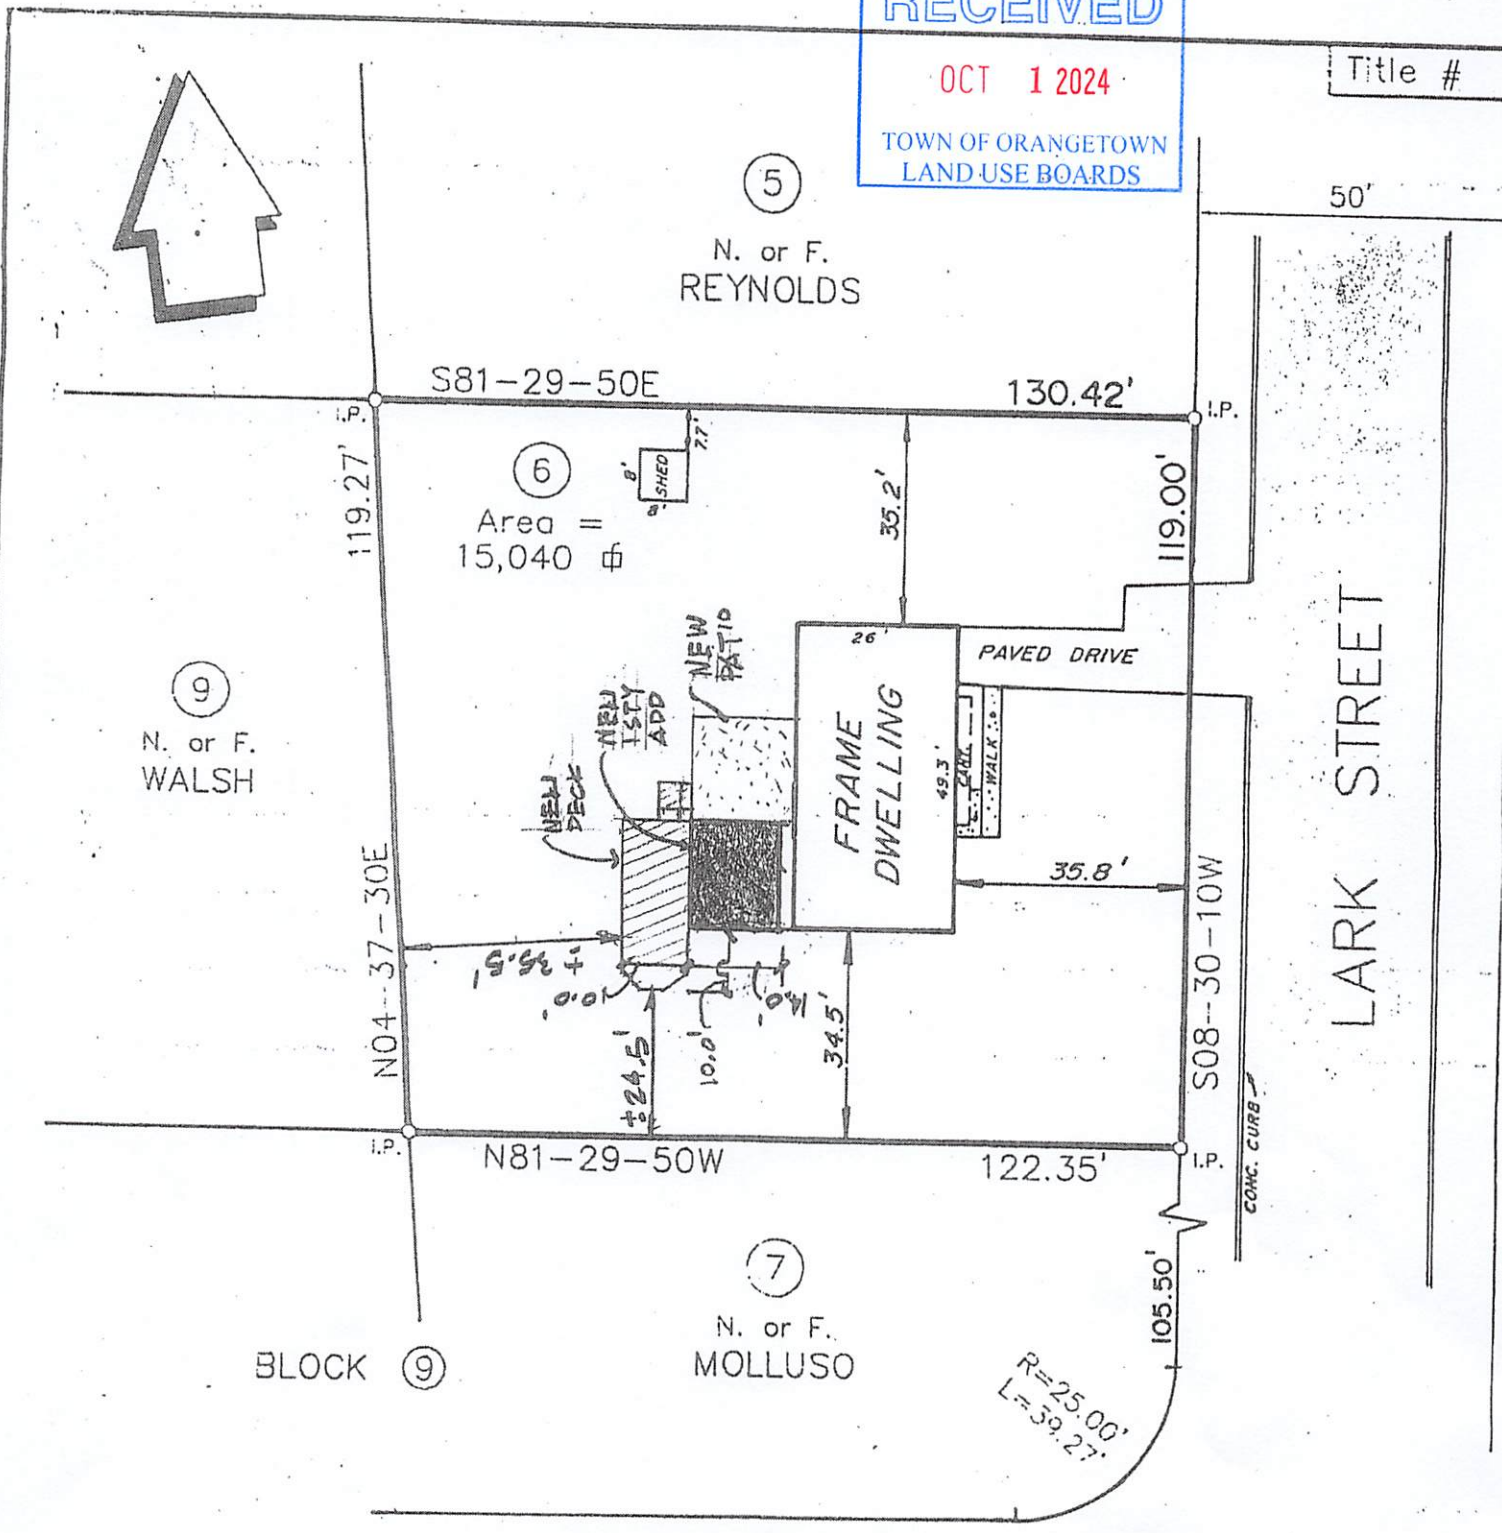 RECEIVED
OCT 1 2024
TOWN OF ORANGETOWN
LAND USE BOARDS
Title #
50'
5
N. or F.
REYNOLDS
S81-29-50E
130.42'
I.P.
I.P.
119.27'
6
Area =
15,040
8'
8'
SHED
7.7'
35.2'
119.00'
9
N. or F.
WALSH
NEW
PATIO
NEW
1 STY
ADD
NEW
DECK
26'
FRAME
DWELLING
49.3'
PAVED DRIVE
CANT.
WALK
35.8'
LARK STREET
N04-37-30E
S08-30-10W
± 35.5'
10.0'
14.0'
10.0'
±24.5'
34.5'
CONC. CURB
I.P.
N81-29-50W
122.35'
I.P.
7
N. or F.
MOLLUSO
105.50'
BLOCK 9
R=25.00'
L=39.27'